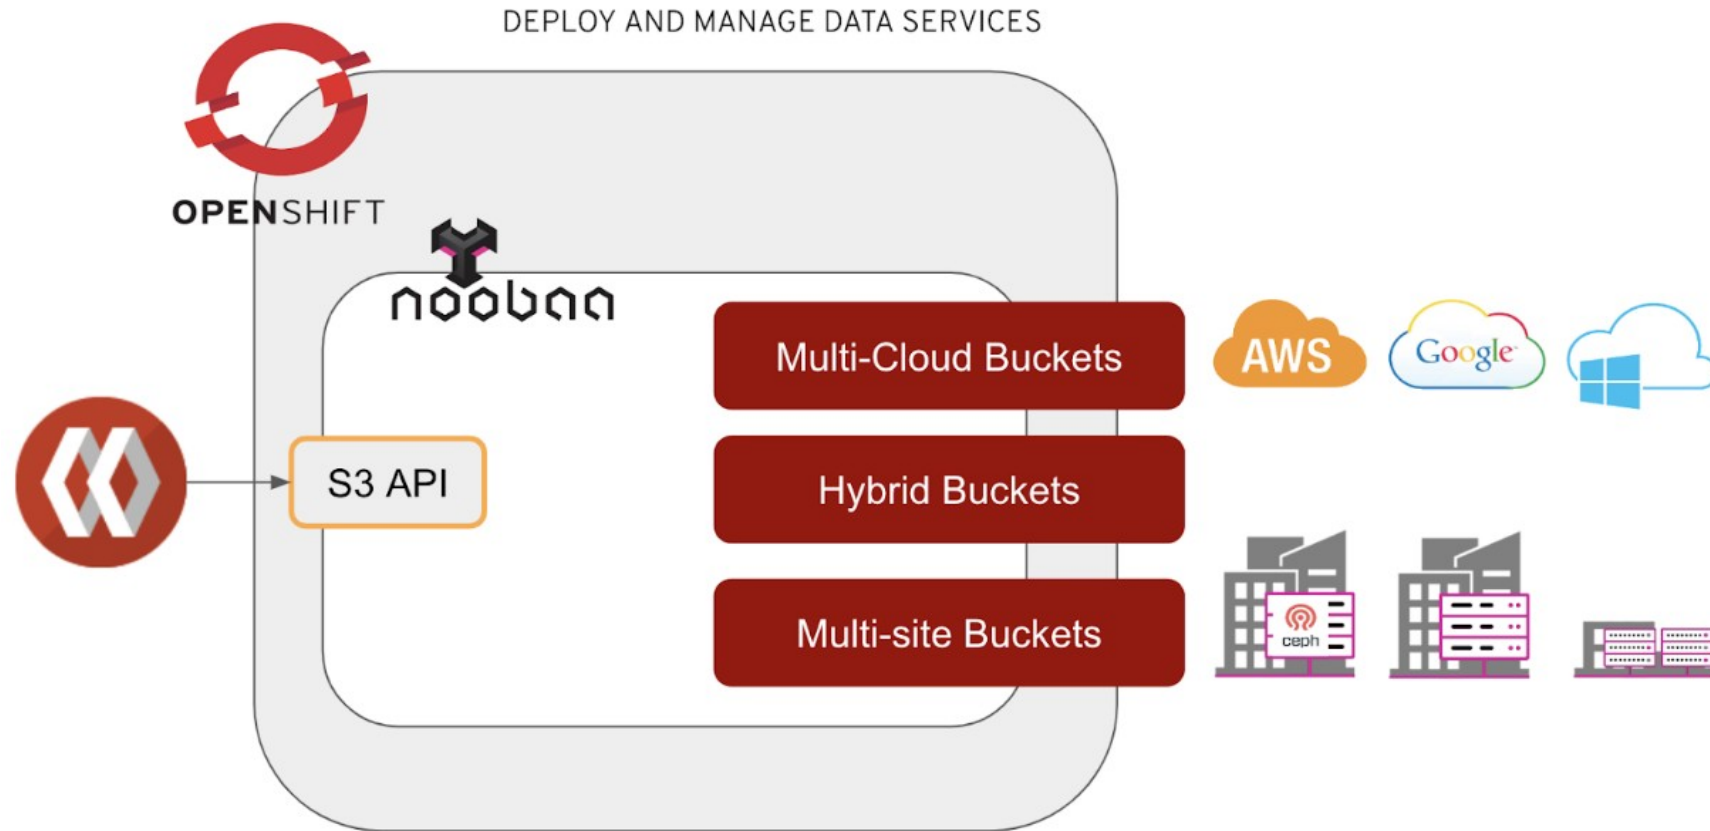 DEPLOY AND MANAGE DATA SERVICES
OPENSHIFT
noobaa
Multi-Cloud Buckets
AWS
Google
S3 API
Hybrid Buckets
Multi-site Buckets
ceph